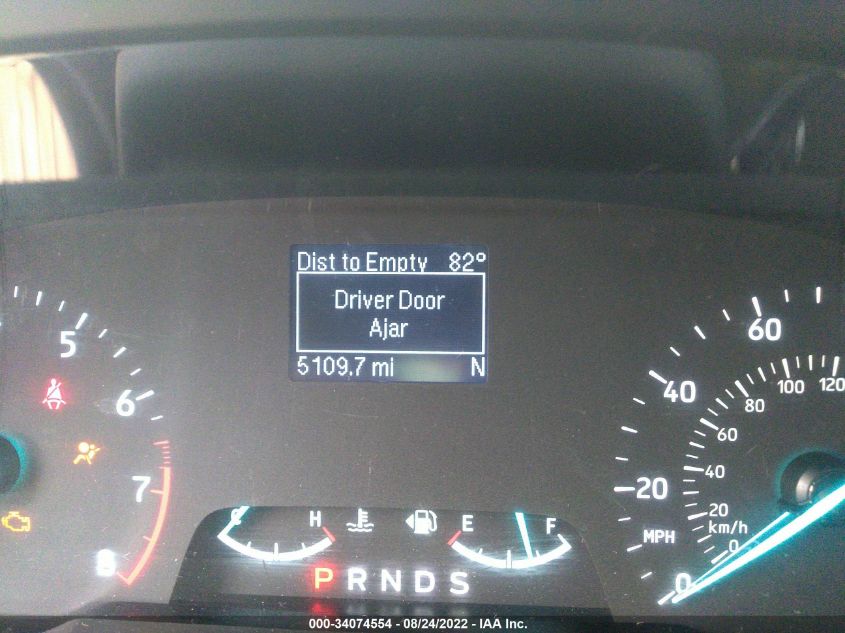 Dist to Empty 82°
Driver Door
Ajar
5109.7 mi N
5
6
7
8
60
40
20
MPH
0
120
100
80
60
40
20
km/h
0
C H E F
P R N D S
000-34074554 - 08/24/2022 - IAA Inc.